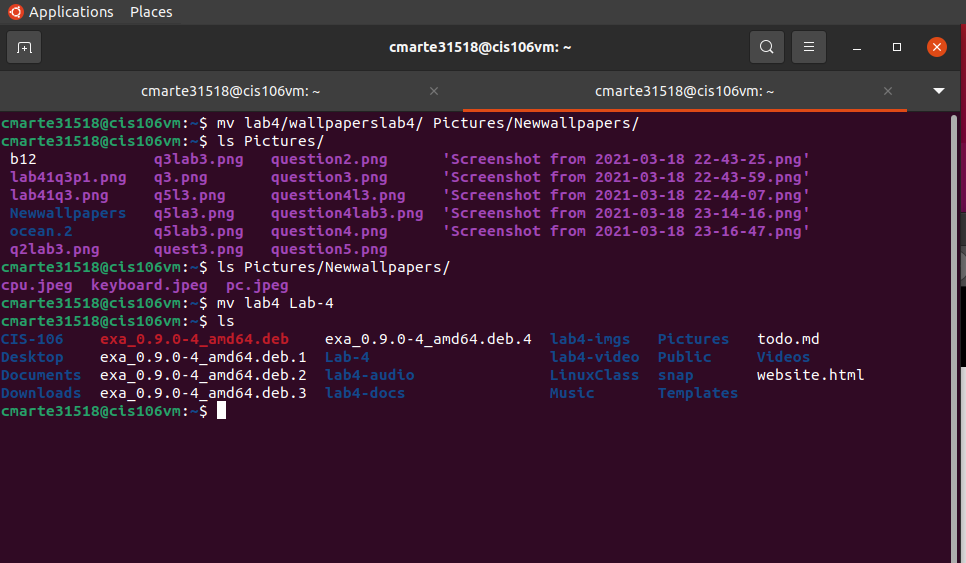 Applications Places
cmarte31518@cis106vm: ~
cmarte31518@cis106vm: ~ × cmarte31518@cis106vm: ~ ×
cmarte31518@cis106vm:~$ mv lab4/wallpaperslab4/ Pictures/Newwallpapers/
cmarte31518@cis106vm:~$ ls Pictures/
b12 q3lab3.png question2.png 'Screenshot from 2021-03-18 22-43-25.png'
lab41q3p1.png q3.png question3.png 'Screenshot from 2021-03-18 22-43-59.png'
lab41q3.png q5l3.png question4l3.png 'Screenshot from 2021-03-18 22-44-07.png'
Newwallpapers q5la3.png question4lab3.png 'Screenshot from 2021-03-18 23-14-16.png'
ocean.2 q5lab3.png question4.png 'Screenshot from 2021-03-18 23-16-47.png'
q2lab3.png quest3.png question5.png
cmarte31518@cis106vm:~$ ls Pictures/Newwallpapers/
cpu.jpeg keyboard.jpeg pc.jpeg
cmarte31518@cis106vm:~$ mv lab4 Lab-4
cmarte31518@cis106vm:~$ ls
CIS-106 exa_0.9.0-4_amd64.deb exa_0.9.0-4_amd64.deb.4 lab4-imgs Pictures todo.md
Desktop exa_0.9.0-4_amd64.deb.1 Lab-4 lab4-video Public Videos
Documents exa_0.9.0-4_amd64.deb.2 lab4-audio LinuxClass snap website.html
Downloads exa_0.9.0-4_amd64.deb.3 lab4-docs Music Templates
cmarte31518@cis106vm:~$